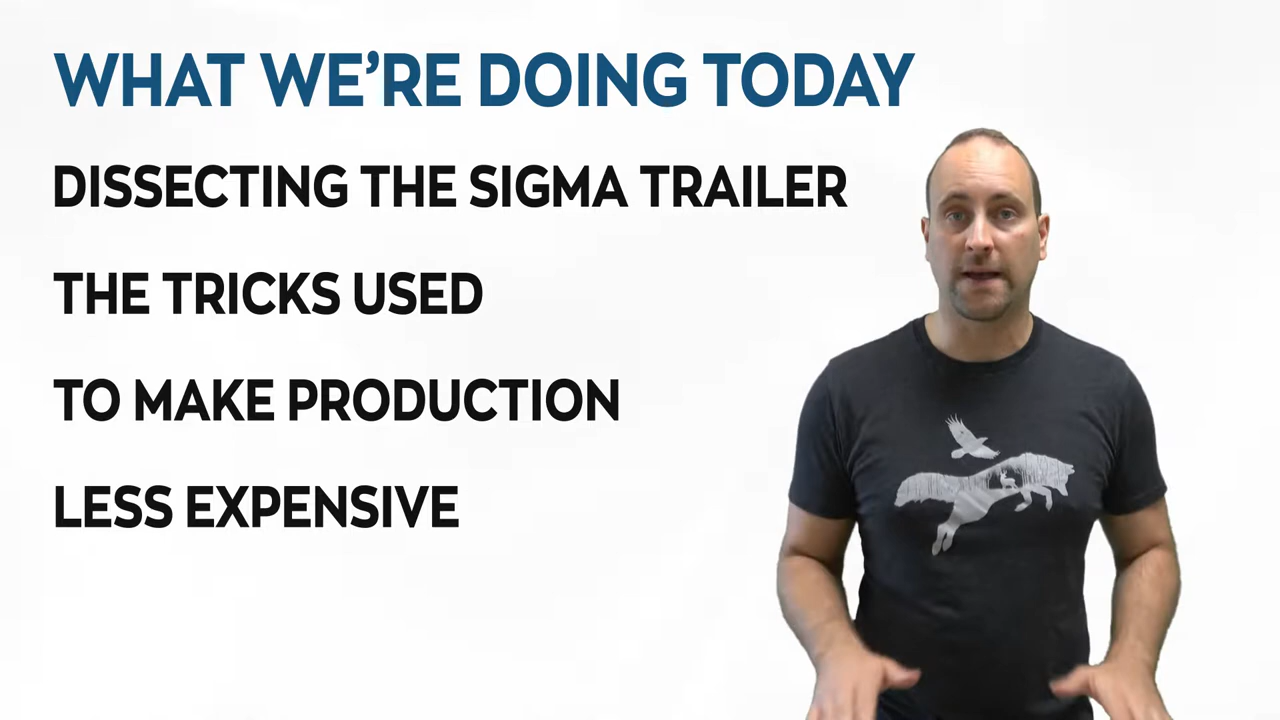 WHAT WE’RE DOING TODAY
DISSECTING THE SIGMA TRAILER
THE TRICKS USED
TO MAKE PRODUCTION
LESS EXPENSIVE